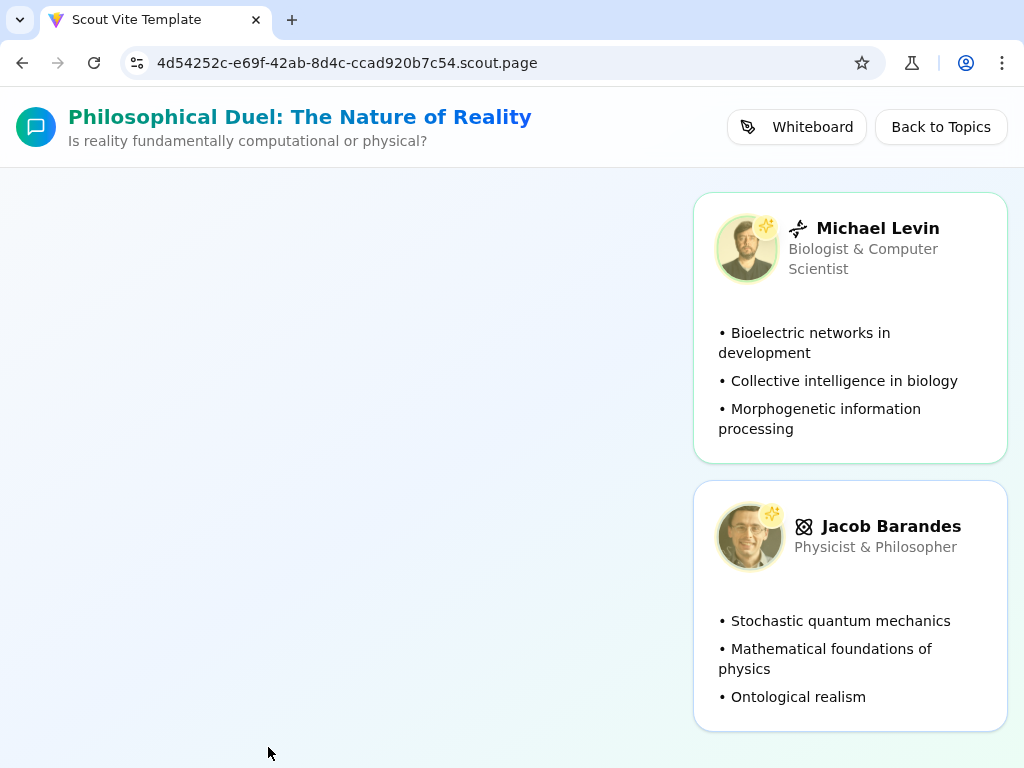 Scout Vite Template
4d54252c-e69f-42ab-8d4c-ccad920b7c54.scout.page
Philosophical Duel: The Nature of Reality
Is reality fundamentally computational or physical?
Whiteboard
Back to Topics
Michael Levin
Biologist & Computer
Scientist
• Bioelectric networks in
development
• Collective intelligence in biology
• Morphogenetic information
processing
Jacob Barandes
Physicist & Philosopher
• Stochastic quantum mechanics
• Mathematical foundations of
physics
• Ontological realism